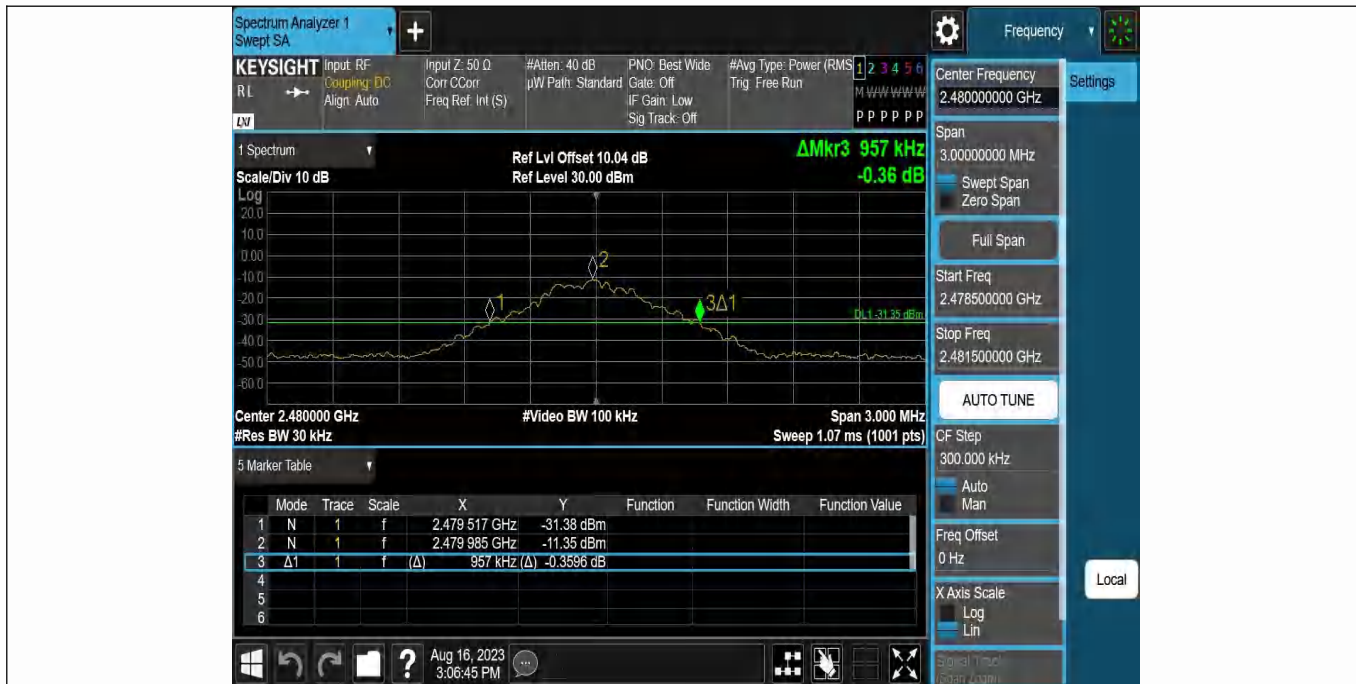 Spectrum Analyzer 1
Swept SA
+
Frequency
KEYSIGHT
RL
LXI
Input: RF
Coupling: DC
Align: Auto
Input Z: 50 Ω
Corr CCorr
Freq Ref: Int (S)
#Atten: 40 dB
µW Path: Standard
PNO: Best Wide
Gate: Off
IF Gain: Low
Sig Track: Off
#Avg Type: Power (RMS
Trig: Free Run
1 2 3 4 5 6
M W W W W W
P P P P P P
1 Spectrum
Scale/Div 10 dB
Ref Lvl Offset 10.04 dB
Ref Level 30.00 dBm
ΔMkr3 957 kHz
-0.36 dB
Log
20.0
10.0
0.00
-10.0
-20.0
-30.0
-40.0
-50.0
-60.0
1
2
3Δ1
DL1 -31.35 dBm
Center 2.480000 GHz
#Video BW 100 kHz
Span 3.000 MHz
#Res BW 30 kHz
Sweep 1.07 ms (1001 pts)
5 Marker Table
Mode Trace Scale X Y Function Function Width Function Value
1 N 1 f 2.479 517 GHz -31.38 dBm
2 N 1 f 2.479 985 GHz -11.35 dBm
3 Δ1 1 f (Δ) 957 kHz (Δ) -0.3596 dB
4
5
6
?
Aug 16, 2023
3:06:45 PM
Center Frequency
2.480000000 GHz
Settings
Span
3.00000000 MHz
Swept Span
Zero Span
Full Span
Start Freq
2.478500000 GHz
Stop Freq
2.481500000 GHz
AUTO TUNE
CF Step
300.000 kHz
Auto
Man
Freq Offset
0 Hz
X Axis Scale
Log
Lin
Local
Signal Track
(Span Zoom)